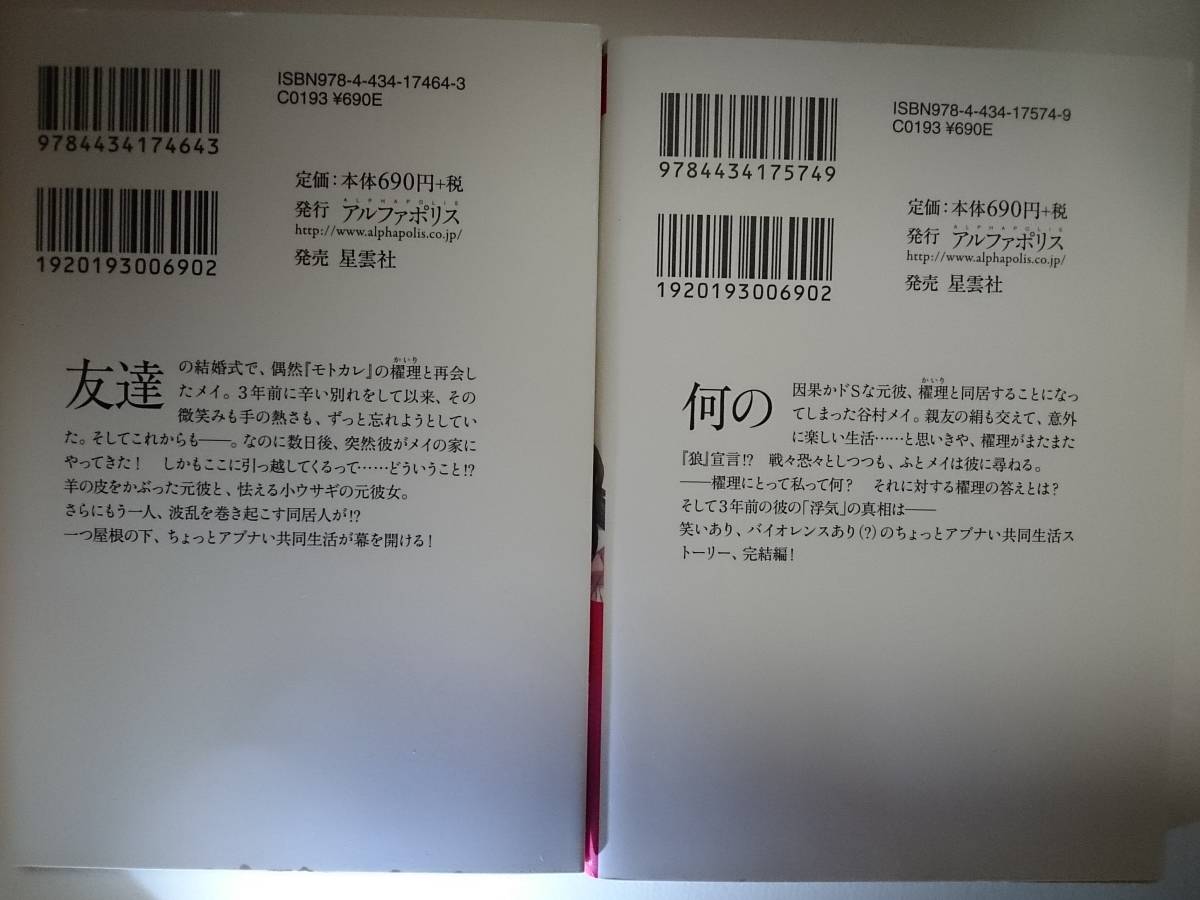 ISBN978-4-434-17464-3
C0193 ¥690E
9784434174643
定価:本体690円+税
発行 アルファポリス
ALPHAPOLIS
http://www.alphapolis.co.jp/
1920193006902
発売 星雲社
友達の結婚式で、偶然『モトカレ』の櫂理と再会し
かいり
たメイ。3年前に辛い別れをして以来、その
微笑みも手の熱さも、ずっと忘れようとしてい
た。そしてこれからも――。なのに数日後、突然彼がメイの家に
やってきた! しかもここに引っ越してくるって……どういうこと!?
羊の皮をかぶった元彼と、怯える小ウサギの元彼女。
さらにもう一人、波乱を巻き起こす同居人が!?
一つ屋根の下、ちょっとアブナい共同生活が幕を開ける!
ISBN978-4-434-17574-9
C0193 ¥690E
9784434175749
定価:本体690円+税
発行 アルファポリス
ALPHAPOLIS
http://www.alphapolis.co.jp/
1920193006902
発売 星雲社
何の因果かドSな元彼、櫂理と同居することになっ
かいり
てしまった谷村メイ。親友の絹も交えて、意外
に楽しい生活……と思いきや、櫂理がまたまた
『狼』宣言!? 戦々恐々としつつも、ふとメイは彼に尋ねる。
――櫂理にとって私って何? それに対する櫂理の答えとは?
そして3年前の彼の「浮気」の真相は――
笑いあり、バイオレンスあり(?)のちょっとアブナい共同生活ス
トーリー、完結編!